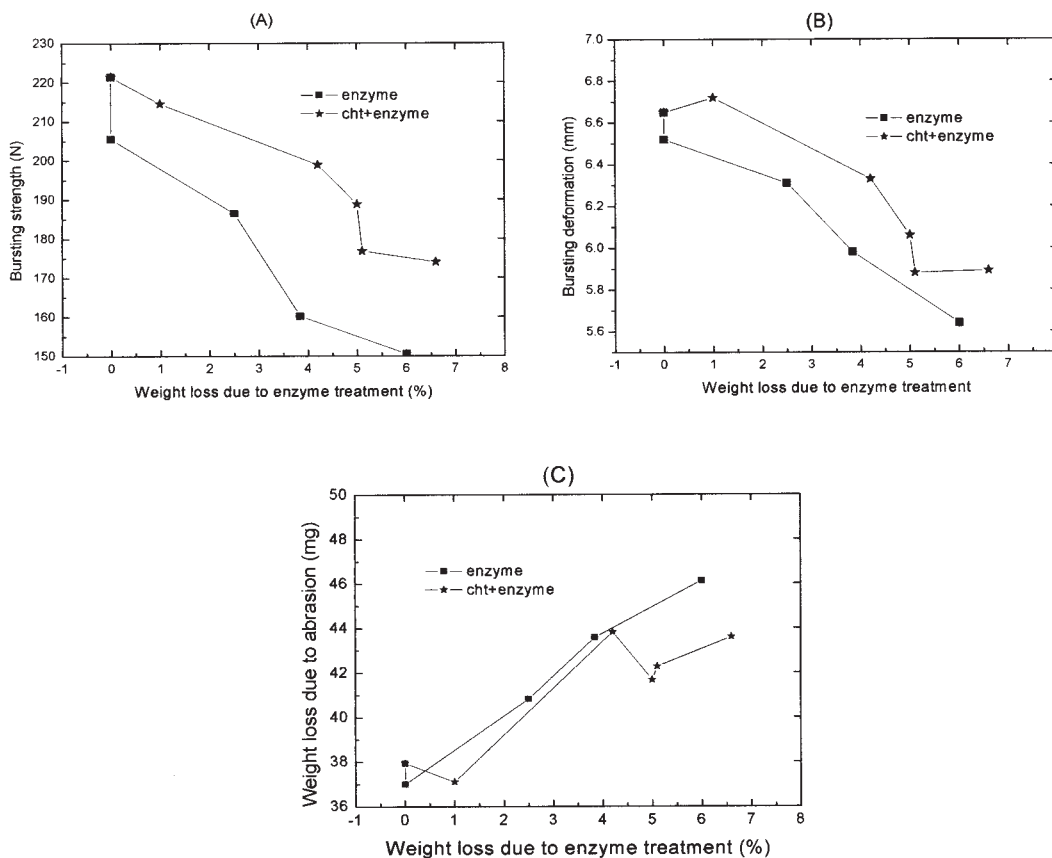 (A)
230
220
210
200
190
180
170
160
150
Bursting strength (N)
enzyme
cht+enzyme
-1 0 1 2 3 4 5 6 7 8
Weight loss due to enzyme treatment (%)
(B)
7.0
6.8
6.6
6.4
6.2
6.0
5.8
5.6
Bursting deformation (mm)
enzyme
cht+enzyme
-1 0 1 2 3 4 5 6 7
Weight loss due to enzyme treatment
(C)
50
48
46
44
42
40
38
36
Weight loss due to abrasion (mg)
enzyme
cht+enzyme
-1 0 1 2 3 4 5 6 7 8
Weight loss due to enzyme treatment (%)